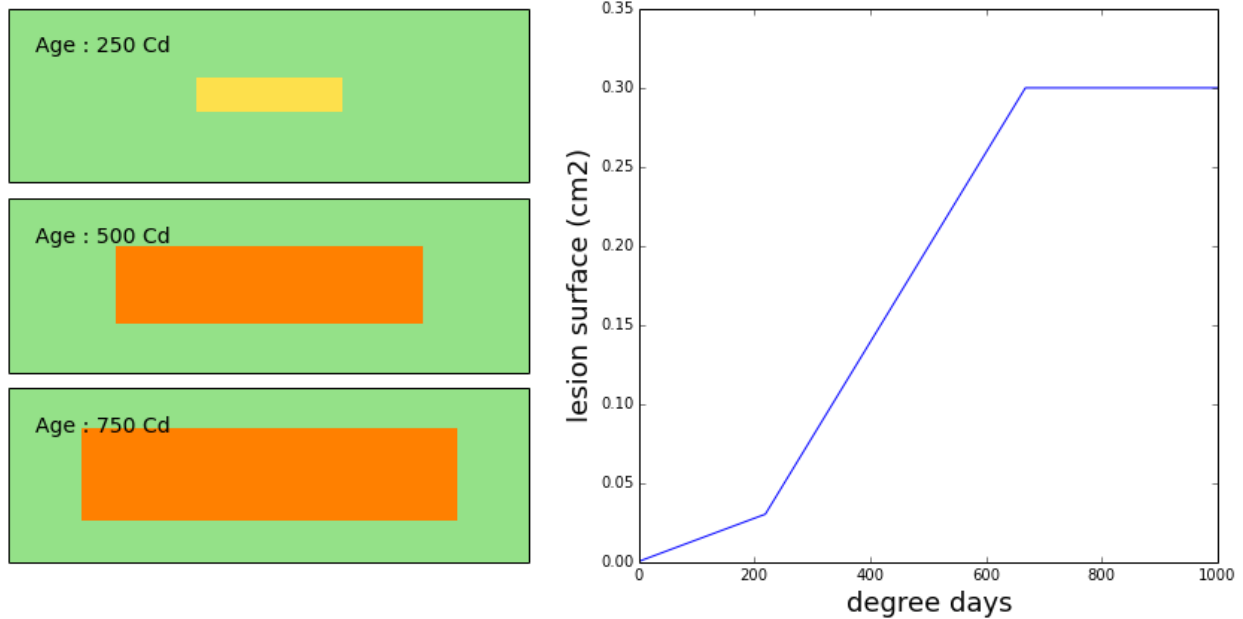 Age : 250 Cd
Age : 500 Cd
Age : 750 Cd
lesion surface (cm2)
0.35
0.30
0.25
0.20
0.15
0.10
0.05
0.00
0 200 400 600 800 1000
degree days